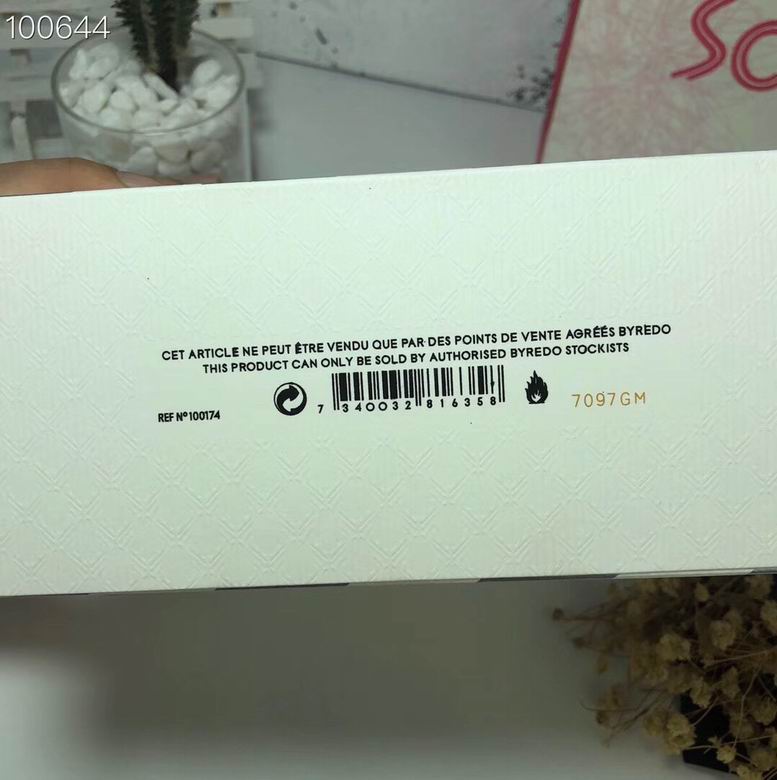 100644
CET ARTICLE NE PEUT ÊTRE VENDU QUE PAR DES POINTS DE VENTE AGRÉÉS BYREDO
THIS PRODUCT CAN ONLY BE SOLD BY AUTHORISED BYREDO STOCKISTS
REF Nº100174
7 340032 816358
7097GM